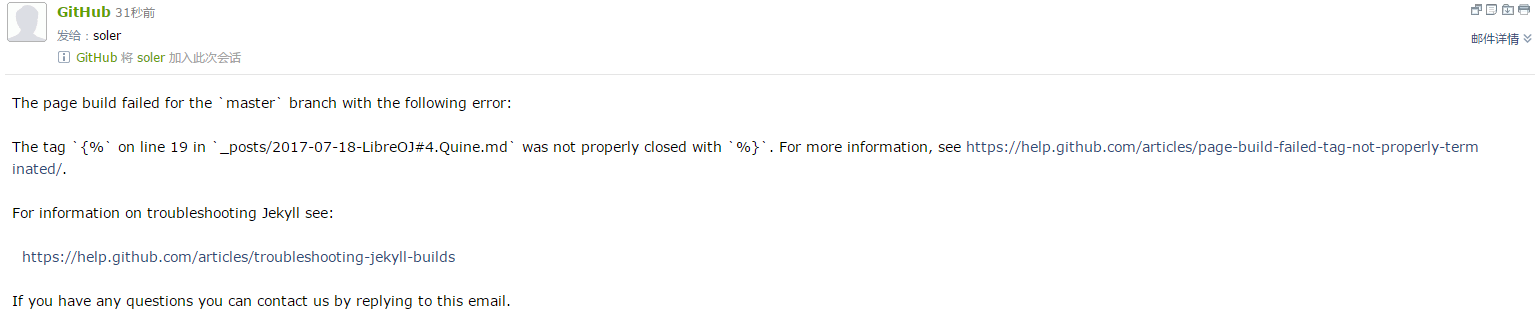 GitHub 31秒前
发给：soler
GitHub 将 soler 加入此次会话
邮件详情
The page build failed for the `master` branch with the following error:
The tag `{%` on line 19 in `_posts/2017-07-18-LibreOJ#4.Quine.md` was not properly closed with `%}`. For more information, see https://help.github.com/articles/page-build-failed-tag-not-properly-term
inated/.
For information on troubleshooting Jekyll see:
https://help.github.com/articles/troubleshooting-jekyll-builds
If you have any questions you can contact us by replying to this email.